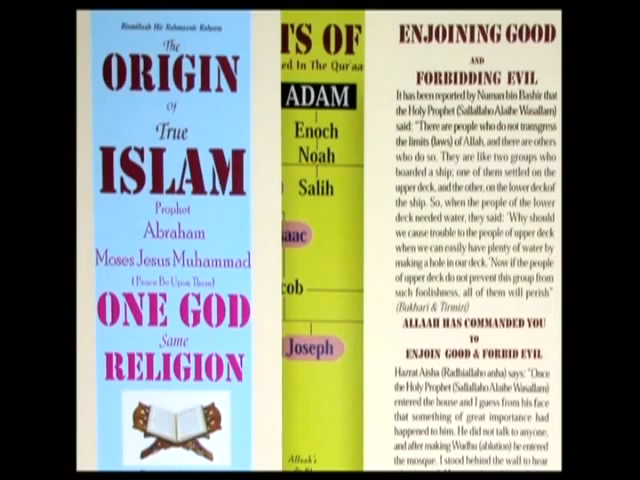 Bismillaah Hir Rahmaanir Raheem
The
ORIGIN
Of
True
ISLAM
Prophet
Abraham
Moses Jesus Muhammad
(Peace Be Upon Them)
ONE GOD
Same
RELIGION
TS OF
ed In The Qur'aa
ADAM
Enoch
Noah
Salih
aac
cob
Joseph
Allaah's
ENJOINING GOOD
AND
FORBIDDING EVIL
It has been reported by Numan bin Bashir that
the Holy Prophet (Sallallaho Alaihe Wasallam)
said: "There are people who do not transgress
the limits (laws) of Allah, and there are others
who do so. They are like two groups who
boarded a ship; one of them settled on the
upper deck, and the other, on the lower deck of
the ship. So, when the people of the lower
deck needed water, they said: 'Why should
we cause trouble to the people of upper deck
when we can easily have plenty of water by
making a hole in our deck. 'Now if the people
of upper deck do not prevent this group from
such foolishness, all of them will perish"
(Bukhari & Tirmizi)
ALLAAH HAS COMMANDED YOU
TO
ENJOIN GOOD & FORBID EVIL
Hazrat Aisha (Radhiallaho anha) says: "Once
the Holy Prophet (Sallallaho Alaihe Wasallam)
entered the house and I guess from his face
that something of great importance had
happened to him. He did not talk to anyone,
and after making Wudhu (ablution) he entered
the mosque. I stood behind the wall to hear